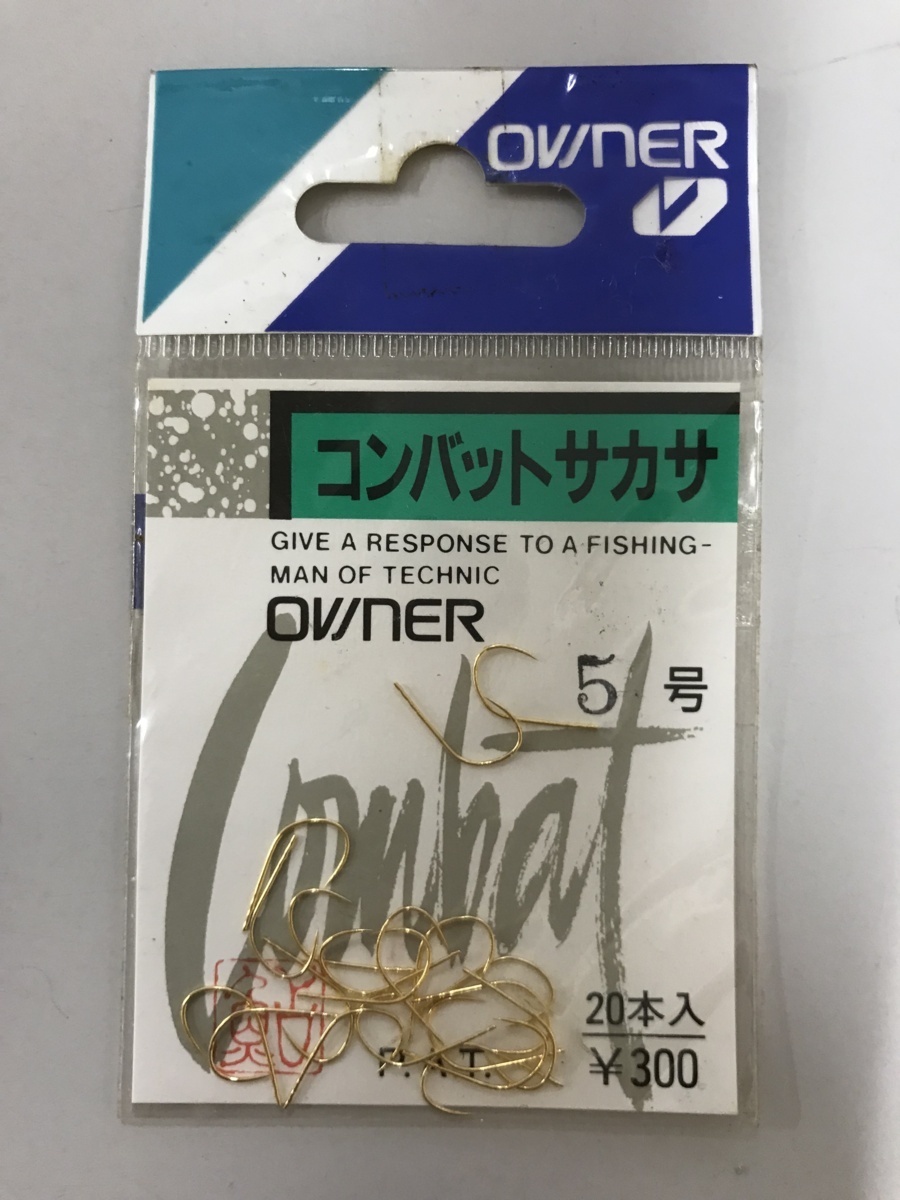 OWNER
コンバットサカサ
GIVE A RESPONSE TO A FISHING-
MAN OF TECHNIC
OWNER
5 号
Combat
20本入
P.A.T.
¥300